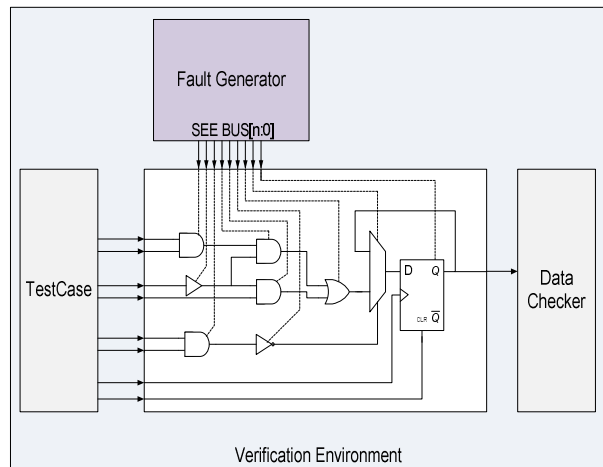 Fault Generator
SEE BUS[n:0]
TestCase
D Q
CLR Q
Data
Checker
Verification Environment